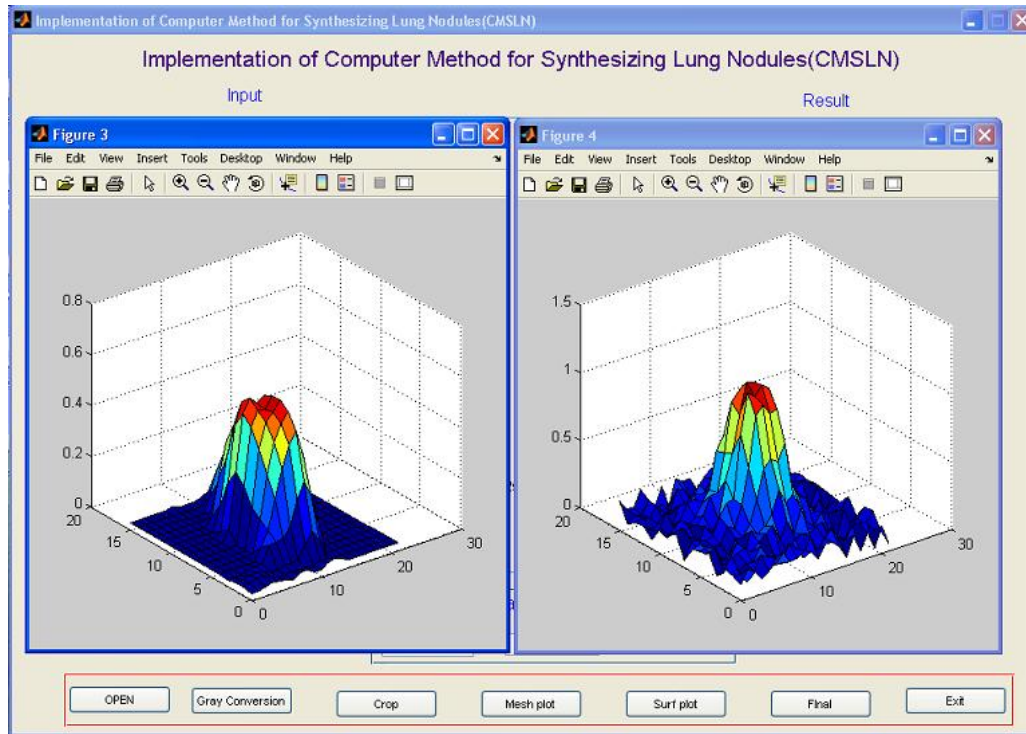 Implementation of Computer Method for Synthesizing Lung Nodules(CMSLN)
Implementation of Computer Method for Synthesizing Lung Nodules(CMSLN)
Input
Result
Figure 3
File Edit View Insert Tools Desktop Window Help
0.8
0.6
0.4
0.2
0
20
15
10
5
0
0
10
20
30
Figure 4
File Edit View Insert Tools Desktop Window Help
1.5
1
0.5
0
20
15
10
5
0
0
10
20
30
OPEN
Gray Conversion
Crop
Mesh plot
Surf plot
FInal
Exit